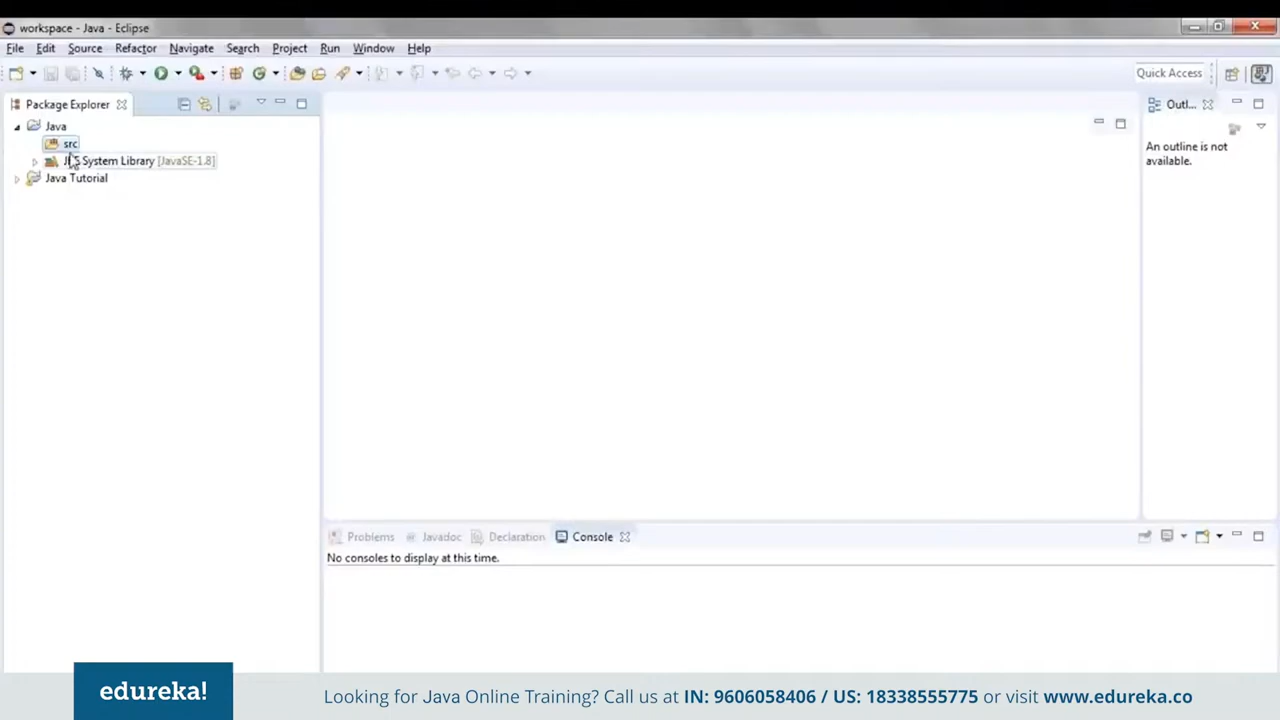 workspace - Java - Eclipse
File Edit Source Refactor Navigate Search Project Run Window Help
Quick Access
Package Explorer
Java
src
System Library [JavaSE-1.8]
Java Tutorial
Outl...
An outline is not
available.
Problems Javadoc Declaration Console
No consoles to display at this time.
edureka!
Looking for Java Online Training? Call us at IN: 9606058406 / US: 18338555775 or visit www.edureka.co